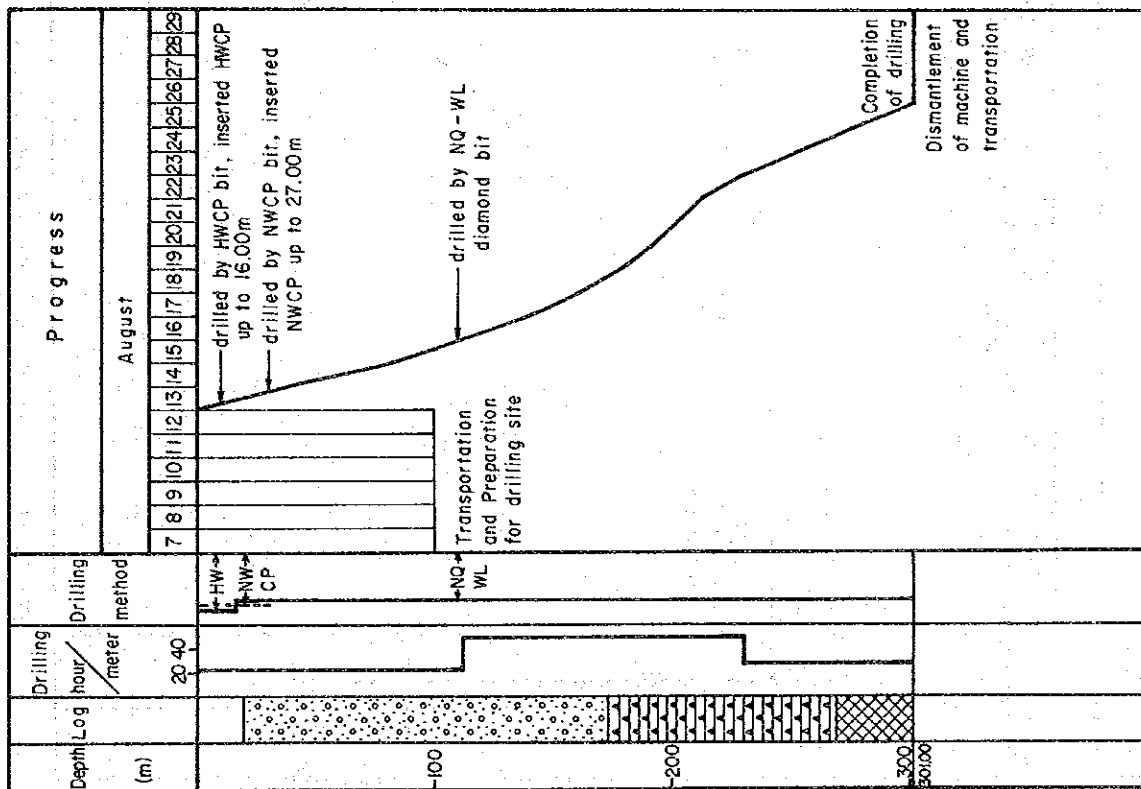 Progress
August
7 8 9 10 11 12 13 14 15 16 17 18 19 20 21 22 23 24 25 26 27 28 29
Depth
(m)
Log
Drilling
hour/meter
20 40
Drilling
method
HW
NW
CP
NQ
WL
drilled by HWCP bit, inserted HWCP
up to 16.00m
drilled by NWCP bit, inserted
NWCP up to 27.00m
drilled by NQ-WL
diamond bit
Transportation
and Preparation
for drilling site
Completion
of drilling
Dismantlement
of machine and
transportation
-100
-200
300
301.00